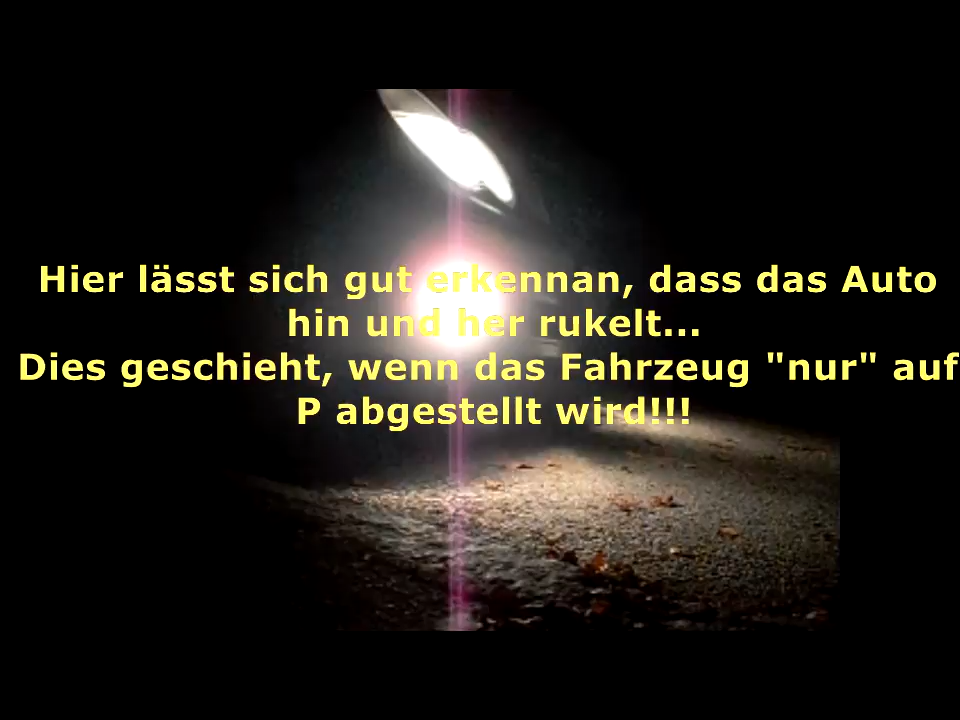 Hier lässt sich gut erkennan, dass das Auto
hin und her rukelt...
Dies geschieht, wenn das Fahrzeug "nur" auf
P abgestellt wird!!!